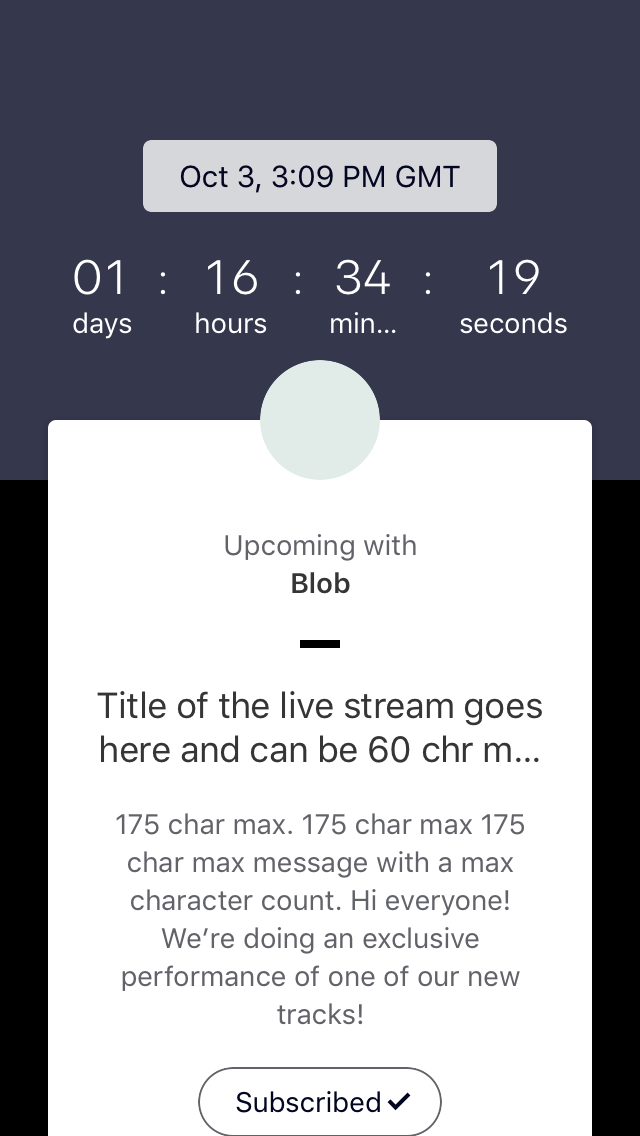 Oct 3, 3:09 PM GMT
01 : 16 : 34 : 19
days hours min... seconds
Upcoming with
Blob
Title of the live stream goes
here and can be 60 chr m...
175 char max. 175 char max 175
char max message with a max
character count. Hi everyone!
We’re doing an exclusive
performance of one of our new
tracks!
Subscribed ✓